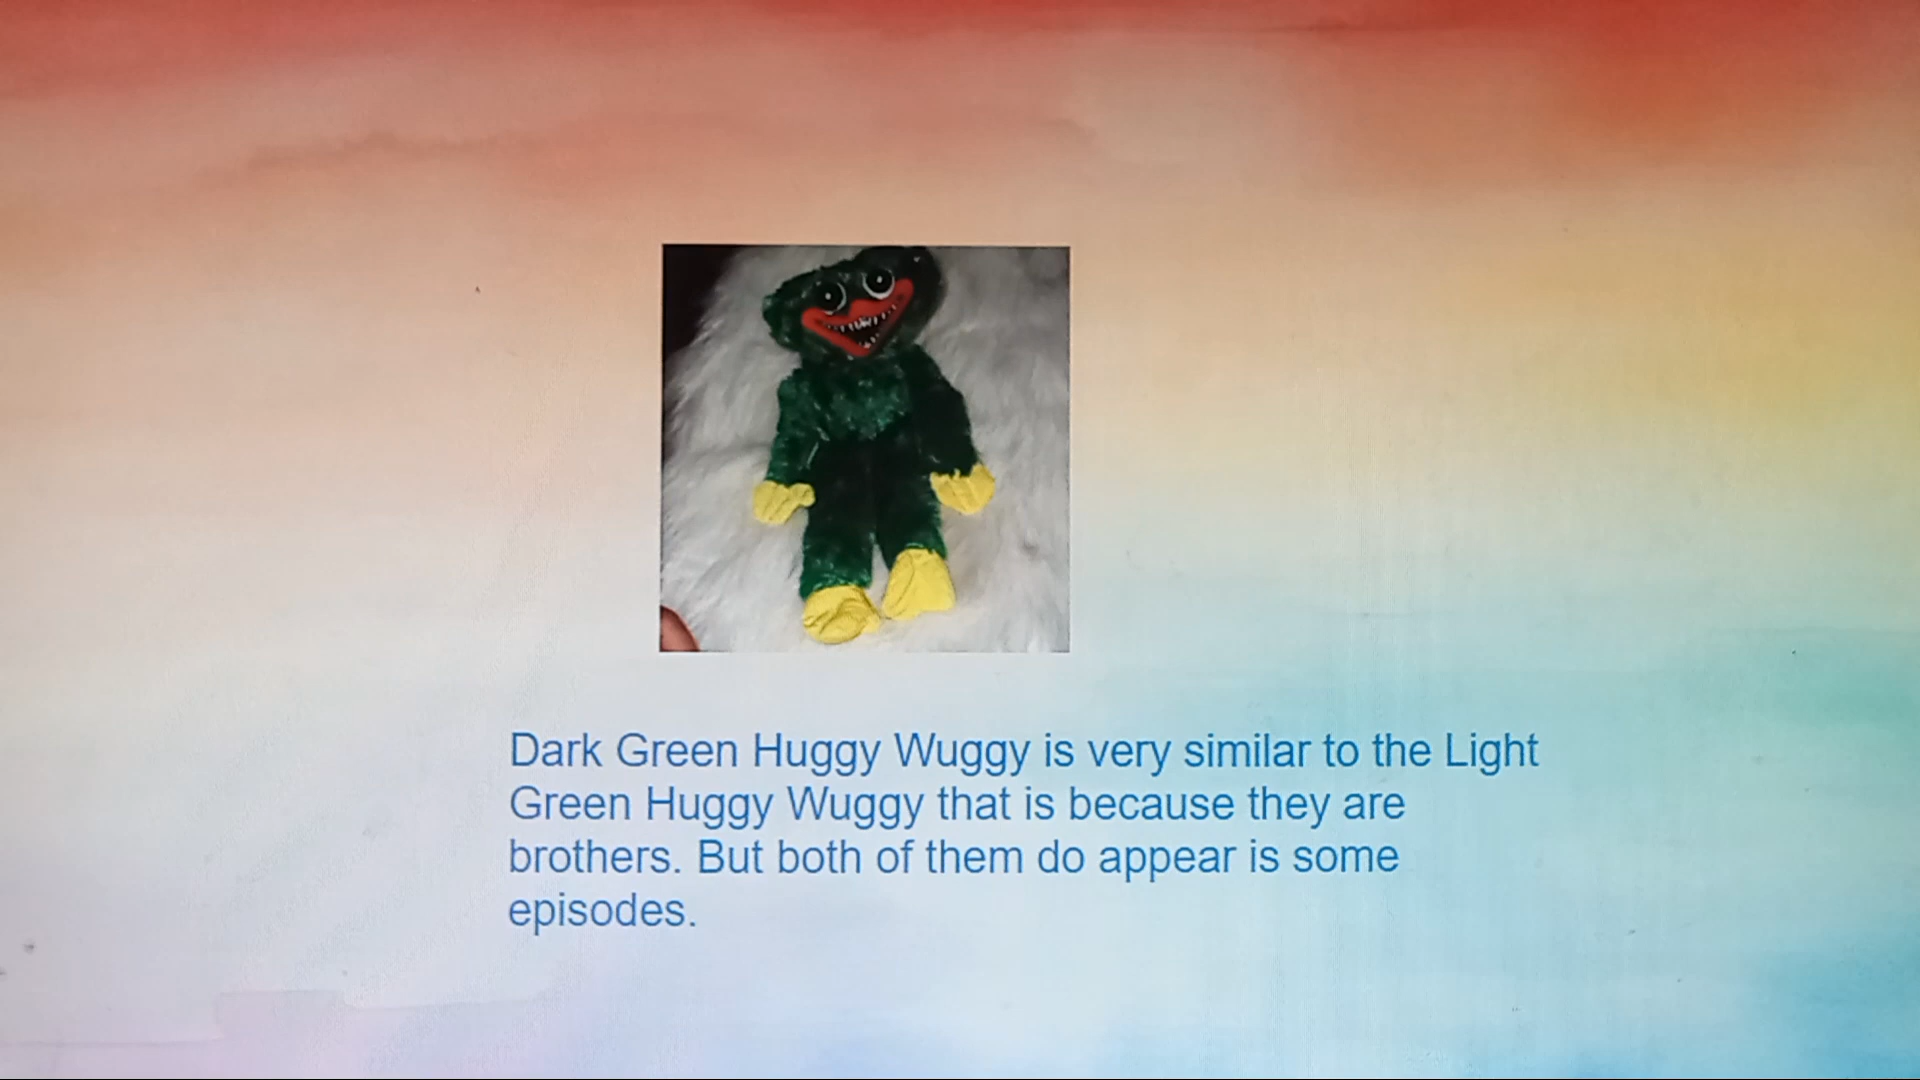 Dark Green Huggy Wuggy is very similar to the Light
Green Huggy Wuggy that is because they are
brothers. But both of them do appear is some
episodes.